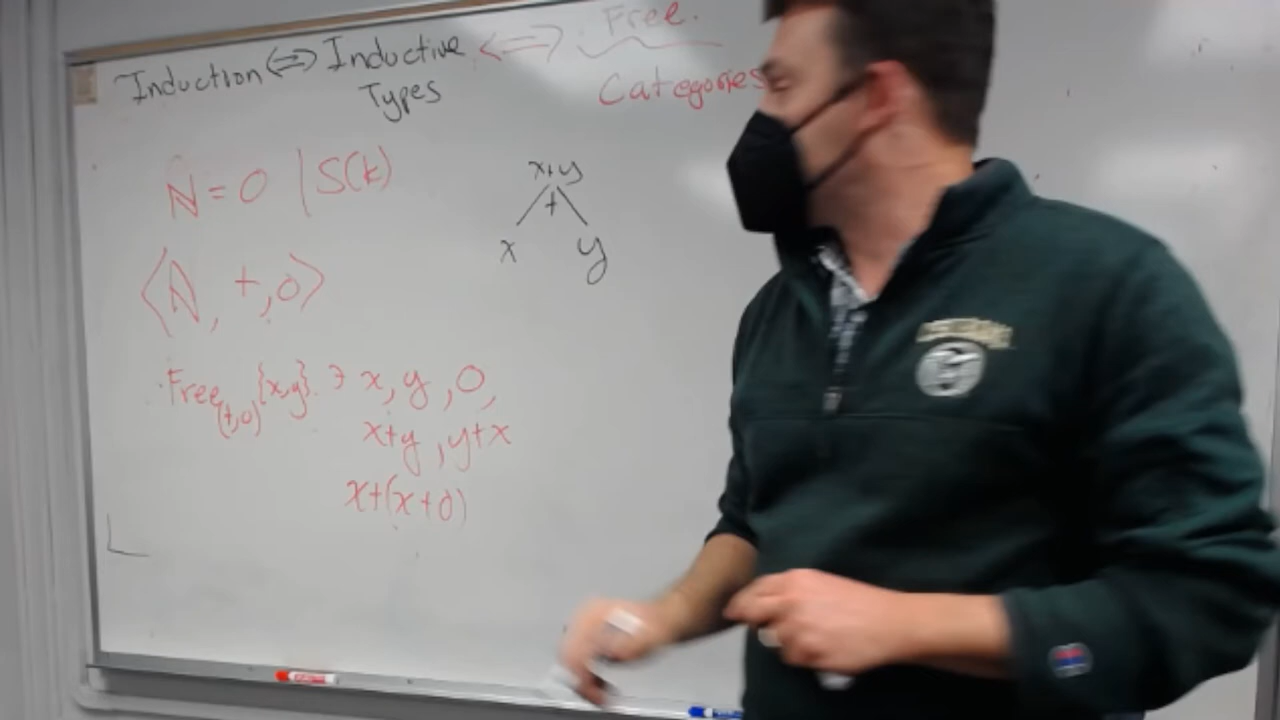 Induction ⇔ Inductive Types ⇔ Free Categories
ℕ = 0 | S(k)
x+y
+
x y
⟨ℕ, +, 0⟩
Free(+,0){x,y} ∋ x, y, 0,
x+y, y+x
x+(x+0)